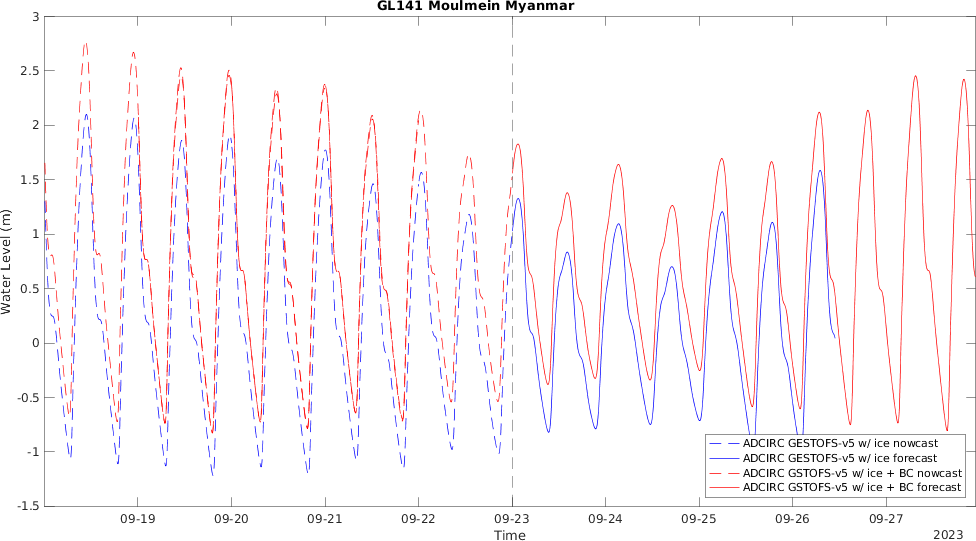 GL141 Moulmein Myanmar
3
2.5
2
1.5
1
0.5
0
-0.5
-1
-1.5
Water Level (m)
ADCIRC GESTOFS-v5 w/ ice nowcast
ADCIRC GESTOFS-v5 w/ ice forecast
ADCIRC GSTOFS-v5 w/ ice + BC nowcast
ADCIRC GSTOFS-v5 w/ ice + BC forecast
09-19 09-20 09-21 09-22 09-23 09-24 09-25 09-26 09-27
Time
2023